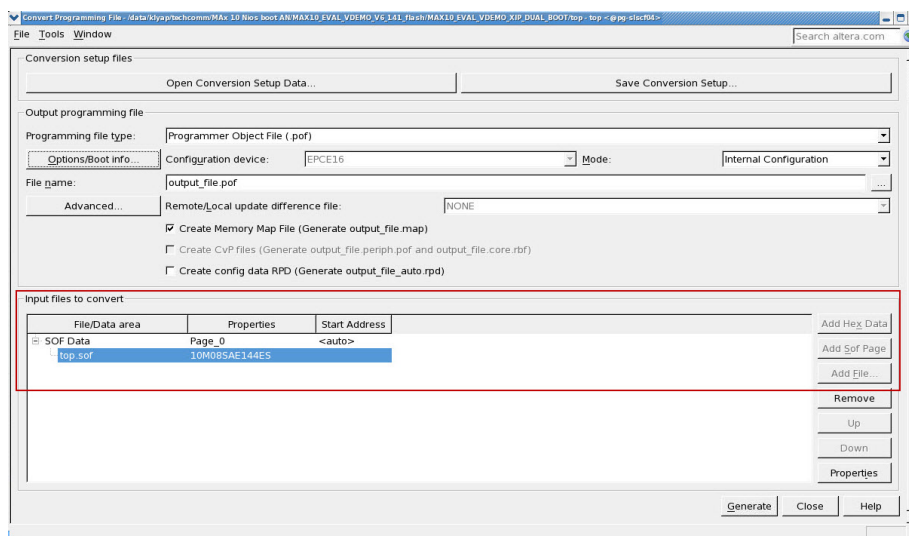 Convert Programming File - /data/klyap/techcomm/MAx 10 Nios boot AN/MAX10_EVAL_VDEMO_V6_141_flash/MAX10_EVAL_VDEMO_XIP_DUAL_BOOT/top - top <@pg-slscf04>
File Tools Window Search altera.com
Conversion setup files
Open Conversion Setup Data... Save Conversion Setup...
Output programming file
Programming file type: Programmer Object File (.pof)
Options/Boot info... Configuration device: EPCE16 Mode: Internal Configuration
File name: output_file.pof ...
Advanced... Remote/Local update difference file: NONE
Create Memory Map File (Generate output_file.map)
Create CvP files (Generate output_file.periph.pof and output_file.core.rbf)
Create config data RPD (Generate output_file_auto.rpd)
Input files to convert
File/Data area Properties Start Address Add Hex Data
SOF Data Page_0 <auto> Add Sof Page
top.sof 10M08SAE144ES
Add File...
Remove
Up
Down
Properties
Generate Close Help